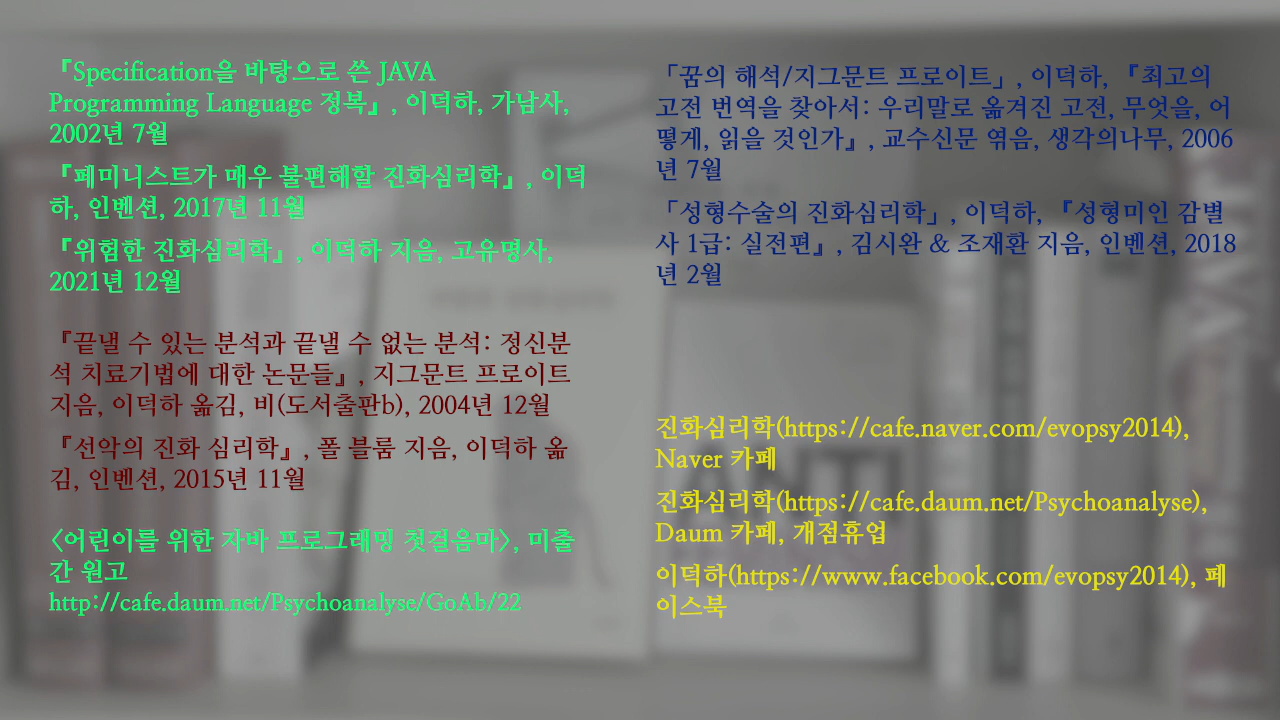 『Specification을 바탕으로 쓴 JAVA
Programming Language 정복』, 이덕하, 가남사,
2002년 7월
『페미니스트가 매우 불편해할 진화심리학』, 이덕
하, 인벤션, 2017년 11월
『위험한 진화심리학』, 이덕하 지음, 고유명사,
2021년 12월
『끝낼 수 있는 분석과 끝낼 수 없는 분석: 정신분
석 치료기법에 대한 논문들』, 지그문트 프로이트
지음, 이덕하 옮김, 비(도서출판b), 2004년 12월
『선악의 진화 심리학』, 폴 블룸 지음, 이덕하 옮
김, 인벤션, 2015년 11월
〈어린이를 위한 자바 프로그래밍 첫걸음마〉, 미출
간 원고
http://cafe.daum.net/Psychoanalyse/GoAb/22
「꿈의 해석/지그문트 프로이트」, 이덕하, 『최고의
고전 번역을 찾아서: 우리말로 옮겨진 고전, 무엇을, 어
떻게, 읽을 것인가』, 교수신문 엮음, 생각의나무, 2006
년 7월
「성형수술의 진화심리학」, 이덕하, 『성형미인 감별
사 1급: 실전편』, 김시완 & 조재환 지음, 인벤션, 2018
년 2월
진화심리학(https://cafe.naver.com/evopsy2014),
Naver 카페
진화심리학(https://cafe.daum.net/Psychoanalyse),
Daum 카페, 개점휴업
이덕하(https://www.facebook.com/evopsy2014), 페
이스북